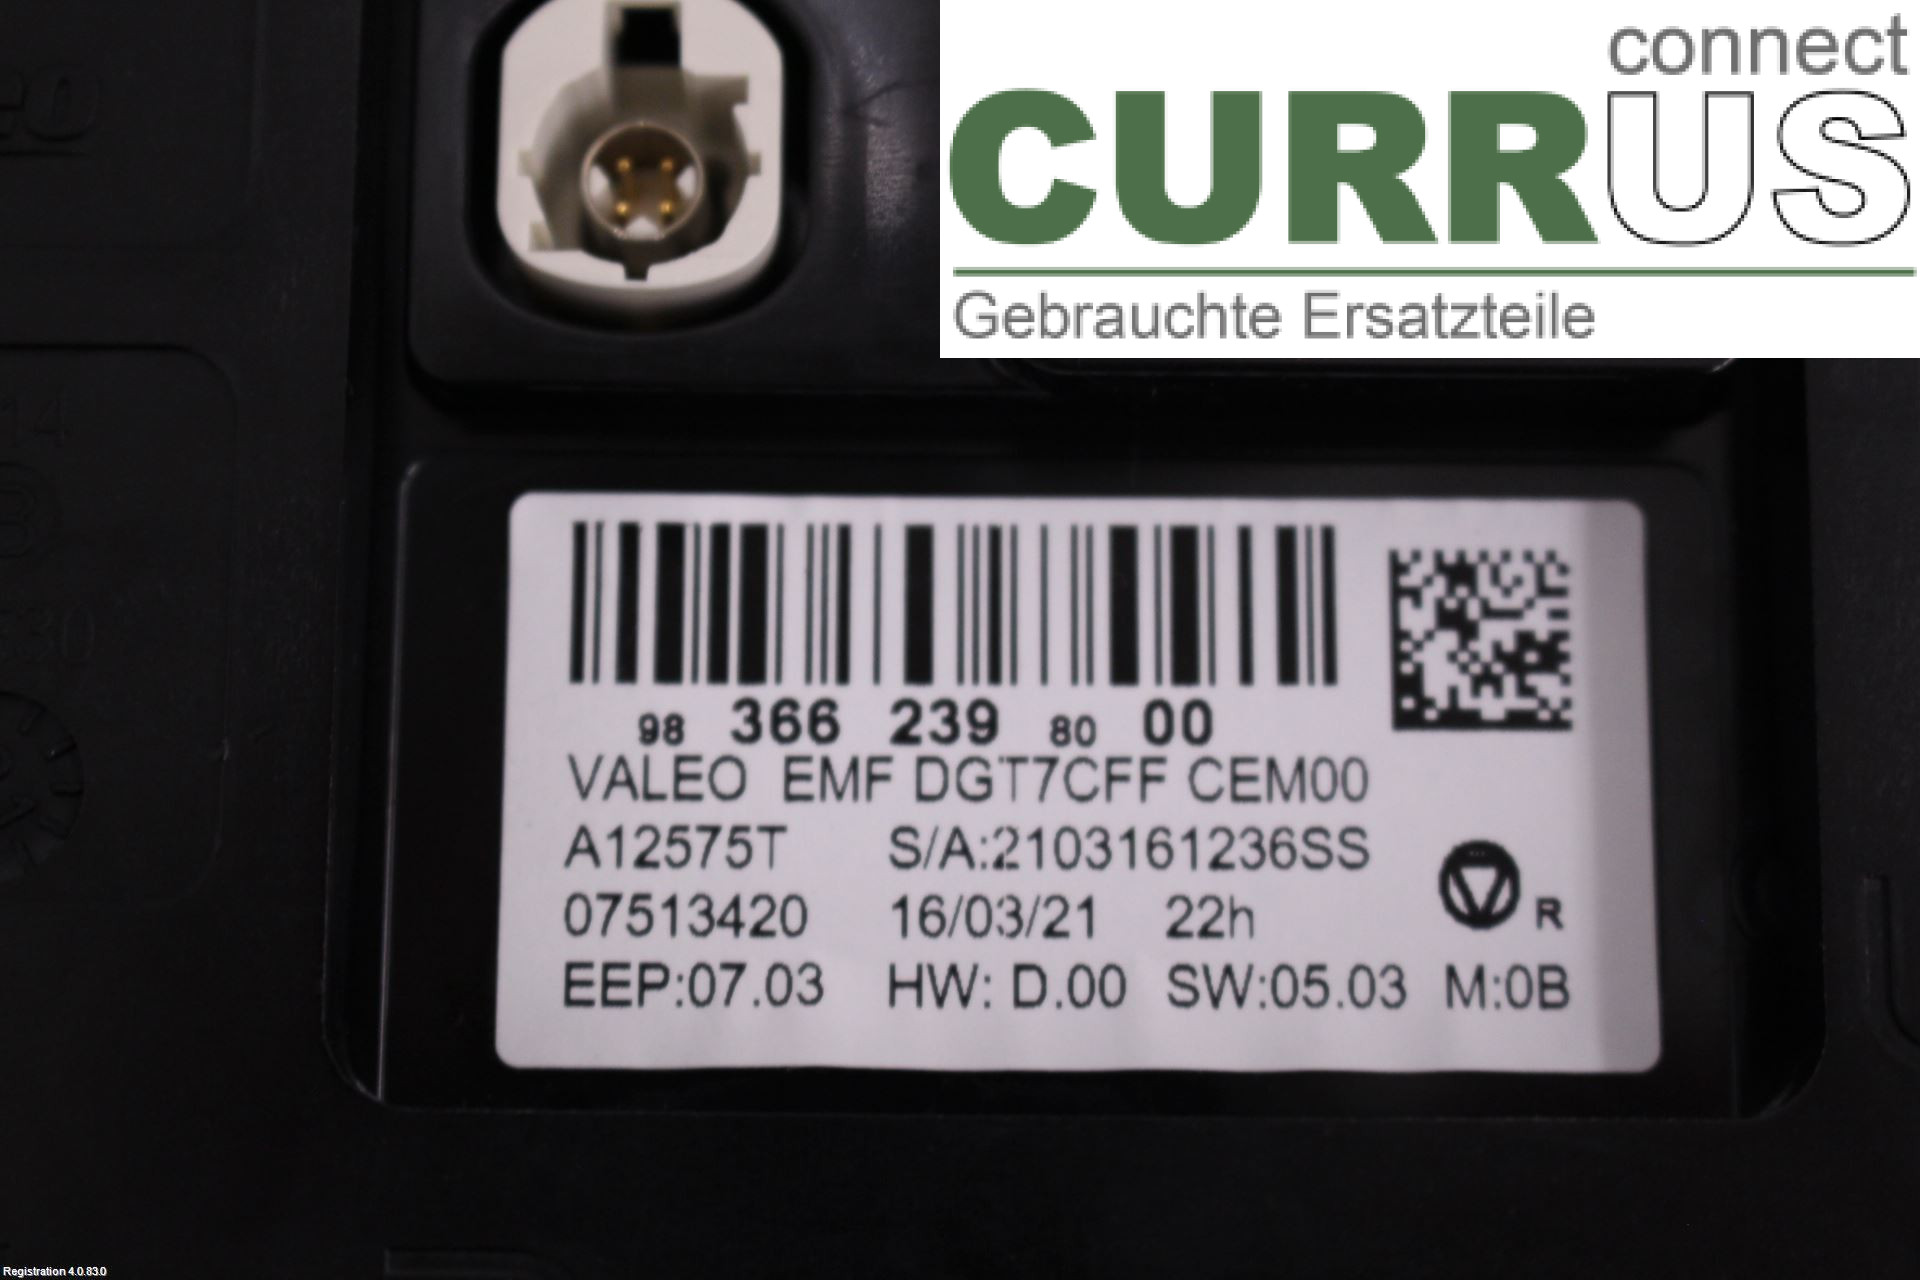 connect
CURRUS
Gebrauchte Ersatzteile
14
98 366 239 80 00
VALEO EMF DGT7CFF CEM00
A12575T S/A:2103161236SS
07513420 16/03/21 22h
R
EEP:07.03 HW: D.00 SW:05.03 M:0B
Registration 4.0.83.0